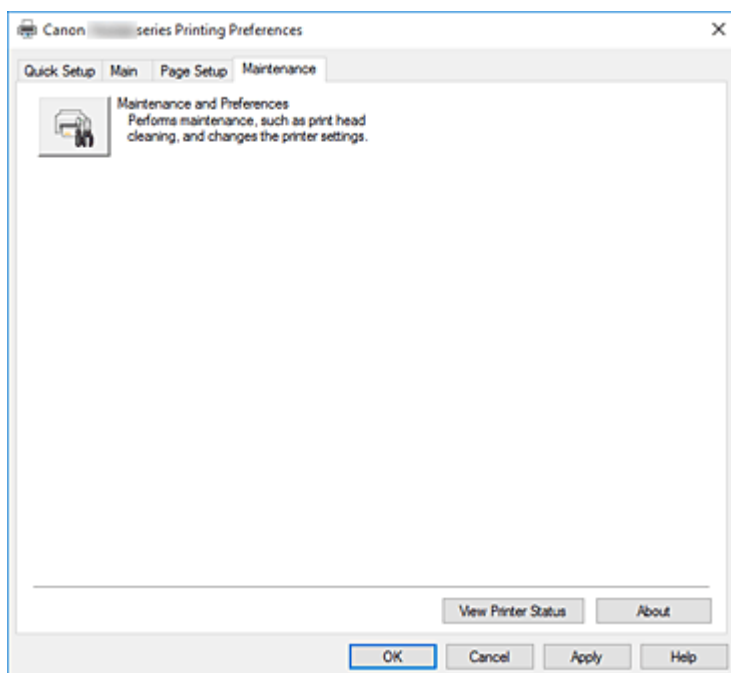 Canon series Printing Preferences
Quick Setup Main Page Setup Maintenance
Maintenance and Preferences
Performs maintenance, such as print head
cleaning, and changes the printer settings.
View Printer Status About
OK Cancel Apply Help